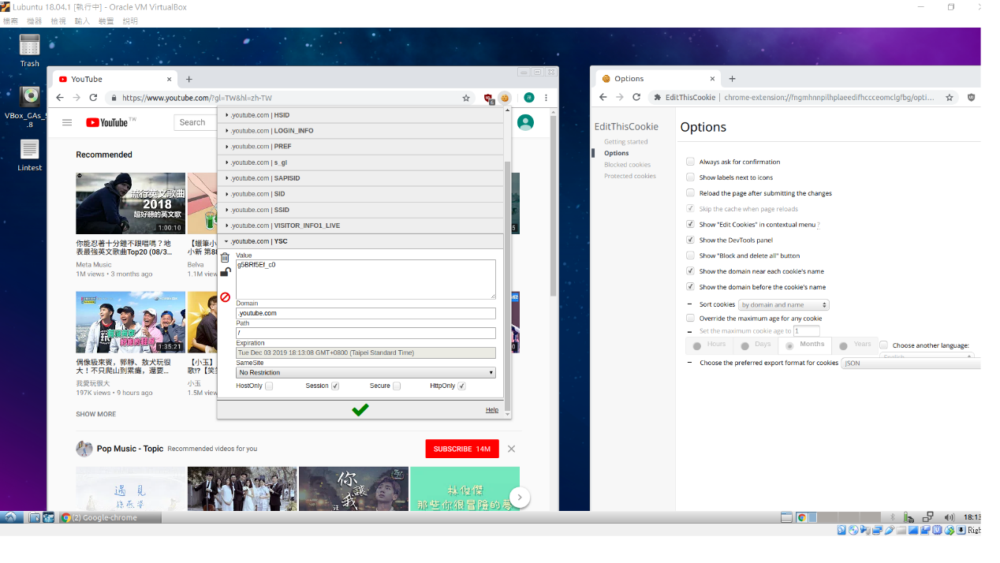 Lubuntu 18.04.1 [執行中] - Oracle VM VirtualBox
檔案 機器 檢視 輸入 裝置 說明
Trash
VBox_GAs_5
.8
Lintest
YouTube
https://www.youtube.com/?gl=TW&hl=zh-TW
YouTube TW
Search
Recommended
流行英文歌曲
2018
超好聽的英文歌
10:10
你能忍著十分鐘不跟唱嗎？地
表最強英文歌曲Top20 (08/3...
Meta Music
1M views • 3 months ago
【蠟筆小
小新 第8
Belva
1.1M view
1:35:21
偶像級來賓，郭靜、敖犬玩很
大！不只爬山到累癱，還要...
我愛玩很大
197K views • 9 hours ago
【小玉】
歌!?【笑
小玉
1.5M view
SHOW MORE
Pop Music - Topic Recommended videos for you
SUBSCRIBE 14M
遇 見
孫燕姿
你
讓
我
林俊傑
那些你很冒險的夢
.youtube.com | HSID
.youtube.com | LOGIN_INFO
.youtube.com | PREF
.youtube.com | s_gl
.youtube.com | SAPISID
.youtube.com | SID
.youtube.com | SSID
.youtube.com | VISITOR_INFO1_LIVE
.youtube.com | YSC
Value
g5BRf5Ef_c0
Domain
.youtube.com
Path
/
Expiration
Tue Dec 03 2019 18:13:08 GMT+0800 (Taipei Standard Time)
SameSite
No Restriction
HostOnly Session Secure HttpOnly
Help
Options
EditThisCookie | chrome-extension://fngmhnnpilhplaeedifhccceomclgfbg/opti...
EditThisCookie
Getting started
Options
Blocked cookies
Protected cookies
Options
Always ask for confirmation
Show labels next to icons
Reload the page after submitting the changes
Skip the cache when page reloads
Show "Edit Cookies" in contextual menu ?
Show the DevTools panel
Show "Block and delete all" button
Show the domain near each cookie's name
Show the domain before the cookie's name
Sort cookies by domain and name
Override the maximum age for any cookie
Set the maximum cookie age to 1
Hours Days Months Years
Choose another language:
English
Choose the preferred export format for cookies JSON
(2) Google-chrome
18:13
Righ